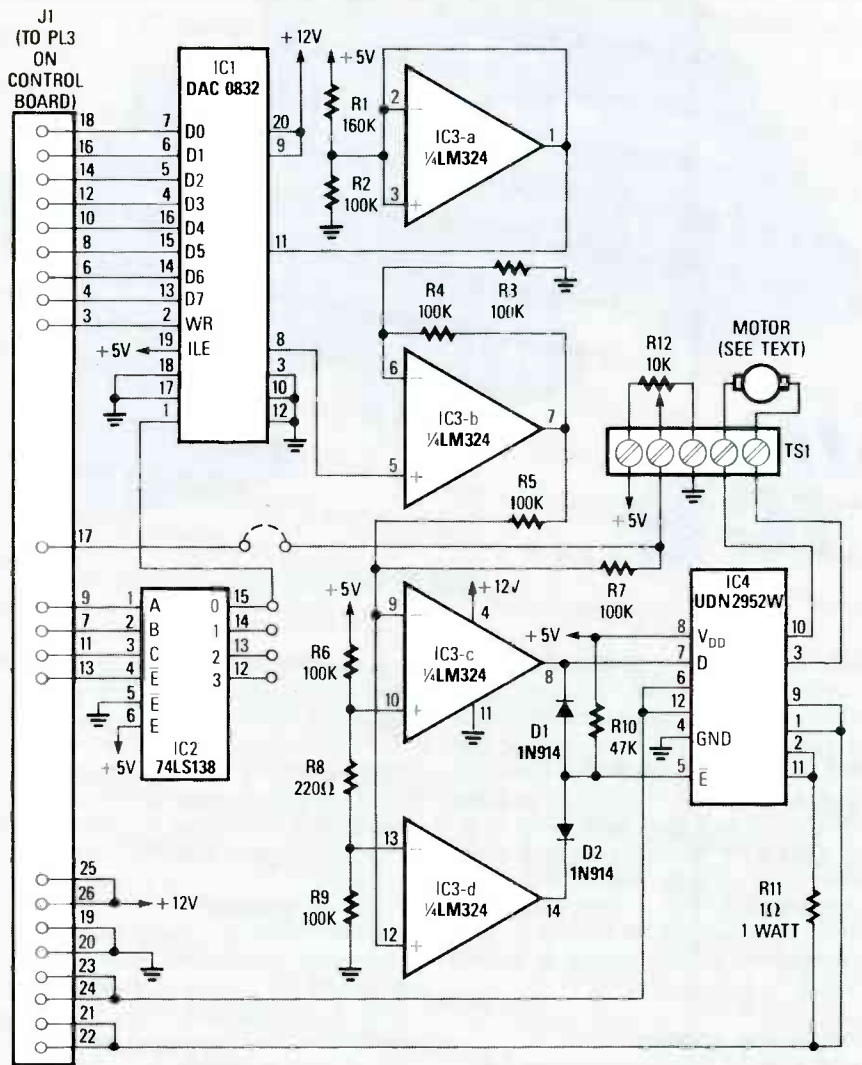 J1
(TO PL3
ON
CONTROL
BOARD)
18
16
14
12
10
8
6
4
3
17
9
7
11
13
25
26
19
20
23
24
21
22
IC1
DAC 0832
7 D0
6 D1
5 D2
4 D3
16 D4
15 D5
14 D6
13 D7
2 WR
19 ILE
18
17
1
20
9
11
8
3
10
12
+5V
+12V
+5V
R1
160K
R2
100K
2 -
3 +
1
IC3-a
¼LM324
R4
100K
R3
100K
6 -
5 +
7
IC3-b
¼LM324
R5
100K
R12
10K
MOTOR
(SEE TEXT)
TS1
+5V
R7
100K
1 A
2 B
3 C
4 E
5 E
6 E
0 15
1 14
2 13
3 12
IC2
74LS138
+5V
+5V
R6
100K
R8
220Ω
R9
100K
9 -
10 +
+12V
4
8
11
IC3-c
¼LM324
13 -
12 +
14
IC3-d
¼LM324
D1
1N914
D2
1N914
+5V
R10
47K
IC4
UDN2952W
8 VDD
7 D
6
12
4 GND
5 E
10
3
9
1
2
11
R11
1Ω
1 WATT
+12V